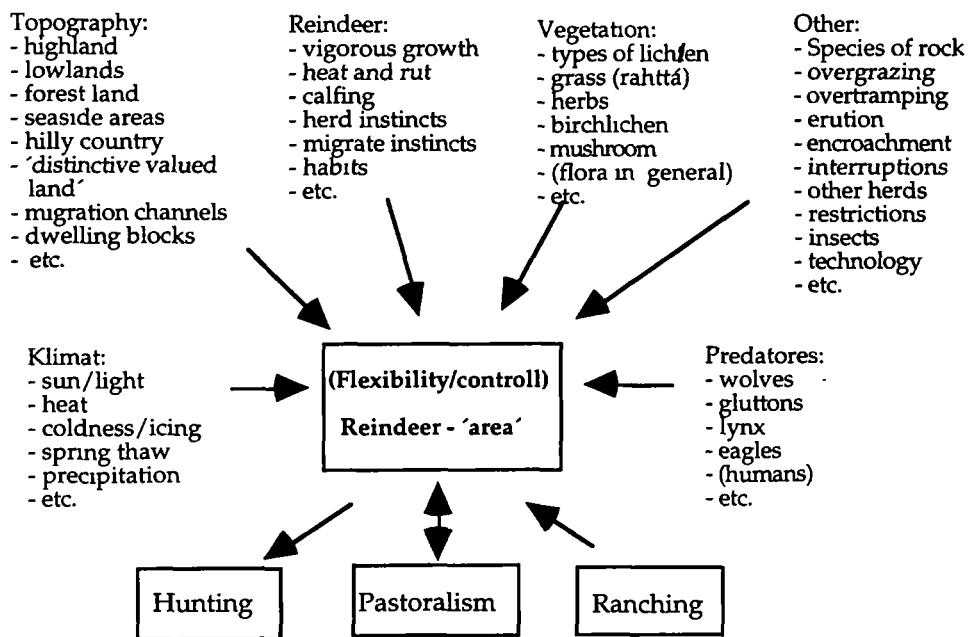 Topography:
- highland
- lowlands
- forest land
- seaside areas
- hilly country
- ´distinctive valued
land´
- migration channels
- dwelling blocks
- etc.
Reindeer:
- vigorous growth
- heat and rut
- calfing
- herd instincts
- migrate instincts
- habits
- etc.
Vegetation:
- types of lichen
- grass (rahttá)
- herbs
- birchlichen
- mushroom
- (flora in general)
- etc.
Other:
- Species of rock
- overgrazing
- overtramping
- erution
- encroachment
- interruptions
- other herds
- restrictions
- insects
- technology
- etc.
Klimat:
- sun/light
- heat
- coldness/icing
- spring thaw
- precipitation
- etc.
(Flexibility/controll)
Reindeer - ´area´
Predatores:
- wolves
- gluttons
- lynx
- eagles
- (humans)
- etc.
Hunting
Pastoralism
Ranching